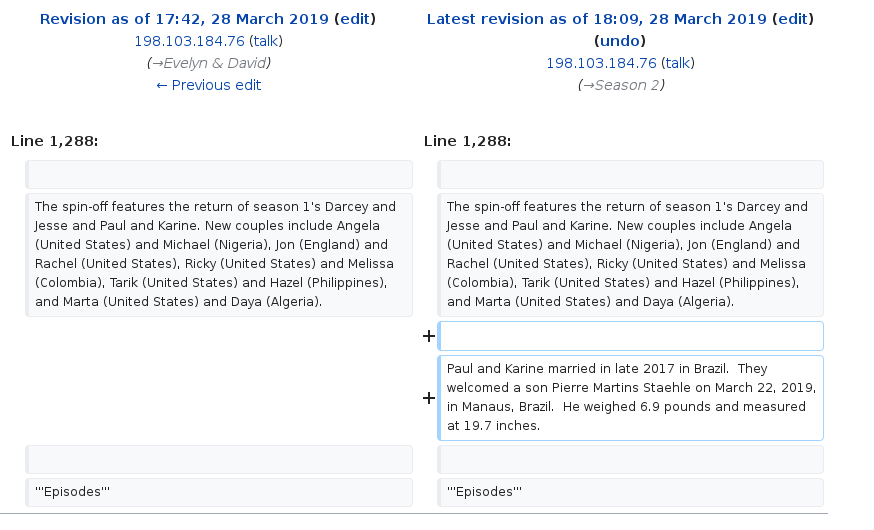 Revision as of 17:42, 28 March 2019 (edit)
198.103.184.76 (talk)
(→Evelyn & David)
← Previous edit
Latest revision as of 18:09, 28 March 2019 (edit)
(undo)
198.103.184.76 (talk)
(→Season 2)
Line 1,288:
Line 1,288:
The spin-off features the return of season 1's Darcey and
Jesse and Paul and Karine. New couples include Angela
(United States) and Michael (Nigeria), Jon (England) and
Rachel (United States), Ricky (United States) and Melissa
(Colombia), Tarik (United States) and Hazel (Philippines),
and Marta (United States) and Daya (Algeria).
The spin-off features the return of season 1's Darcey and
Jesse and Paul and Karine. New couples include Angela
(United States) and Michael (Nigeria), Jon (England) and
Rachel (United States), Ricky (United States) and Melissa
(Colombia), Tarik (United States) and Hazel (Philippines),
and Marta (United States) and Daya (Algeria).
+
+
Paul and Karine married in late 2017 in Brazil.  They
welcomed a son Pierre Martins Staehle on March 22, 2019,
in Manaus, Brazil.  He weighed 6.9 pounds and measured
at 19.7 inches.
'''Episodes'''
'''Episodes'''